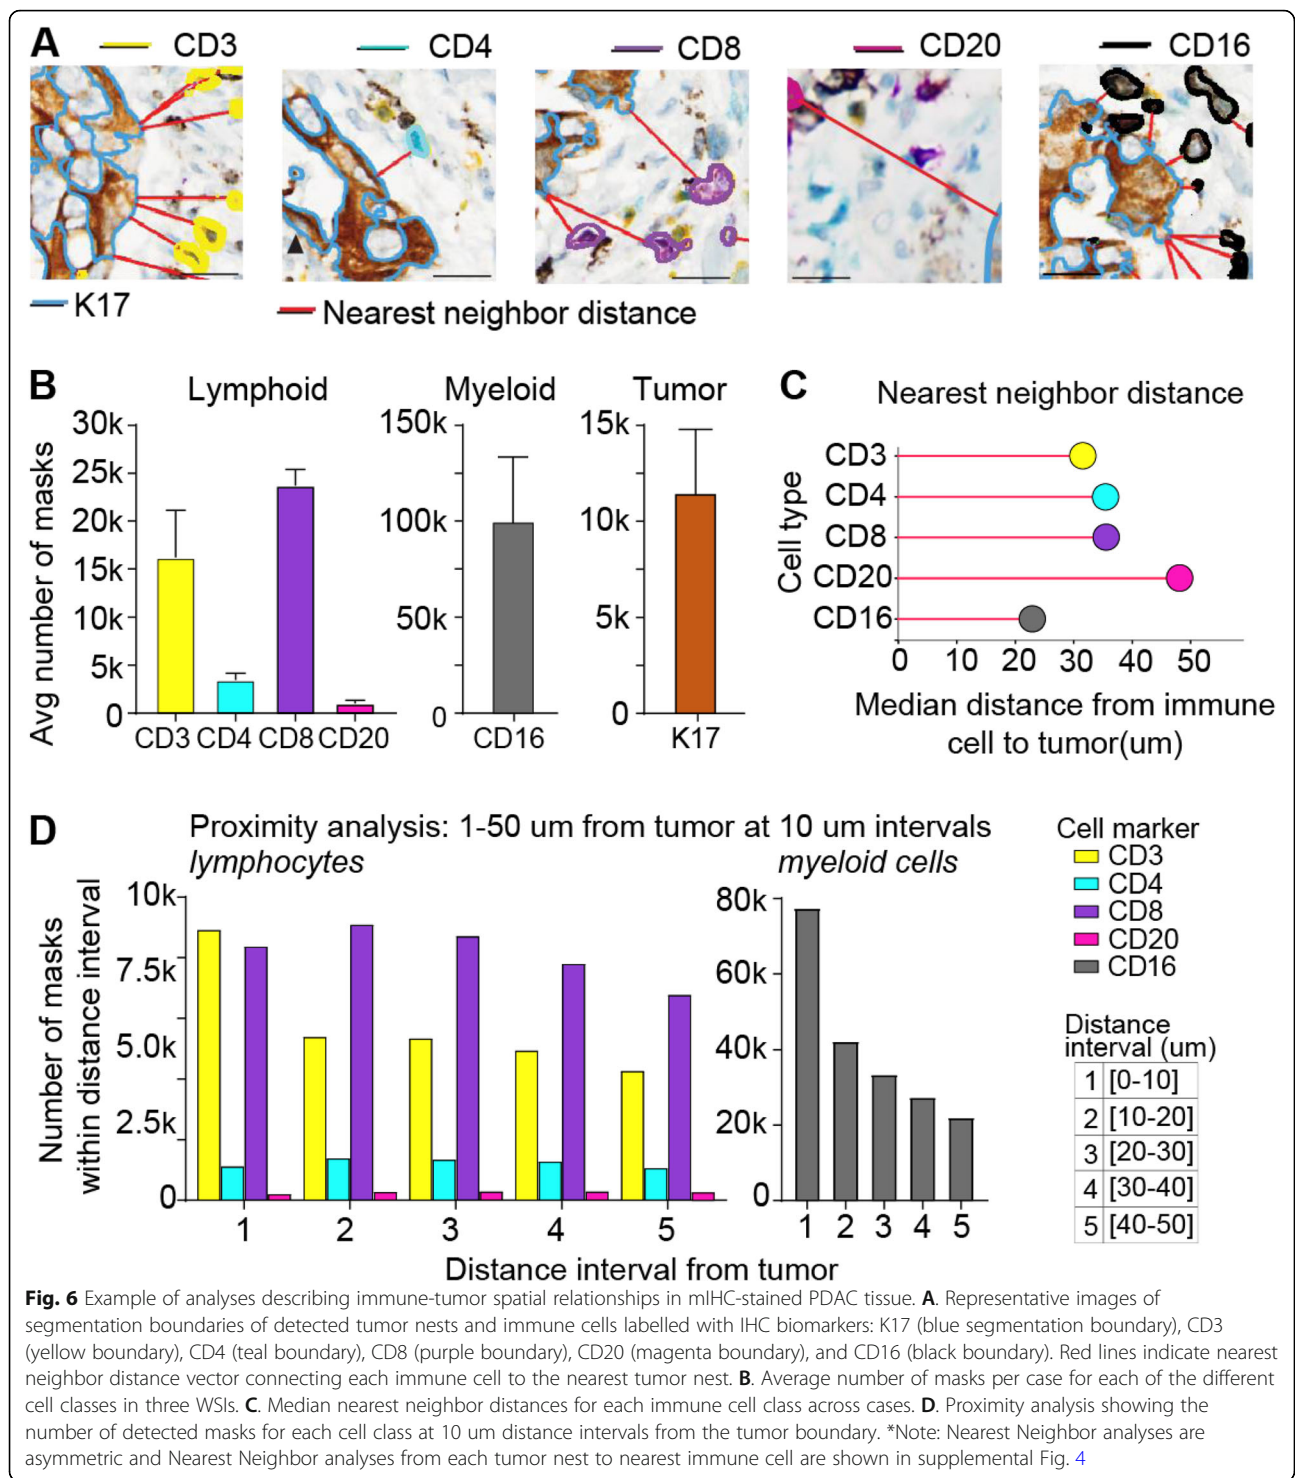 A
CD3 CD4 CD8 CD20 CD16
K17 Nearest neighbor distance
B
Lymphoid Myeloid Tumor
Avg number of masks
30k
25k
20k
15k
10k
5k
0
CD3 CD4 CD8 CD20
150k
100k
50k
0
CD16
15k
10k
5k
0
K17
C
Nearest neighbor distance
Cell type
CD3
CD4
CD8
CD20
CD16
0 10 20 30 40 50
Median distance from immune
cell to tumor(um)
D
Proximity analysis: 1-50 um from tumor at 10 um intervals
lymphocytes myeloid cells
Number of masks
within distance interval
10k
7.5k
5.0k
2.5k
0
1 2 3 4 5
80k
60k
40k
20k
0
1 2 3 4 5
Distance interval from tumor
Cell marker
CD3
CD4
CD8
CD20
CD16
Distance
interval (um)
1 [0-10]
2 [10-20]
3 [20-30]
4 [30-40]
5 [40-50]
Fig. 6 Example of analyses describing immune-tumor spatial relationships in mIHC-stained PDAC tissue. A. Representative images of
segmentation boundaries of detected tumor nests and immune cells labelled with IHC biomarkers: K17 (blue segmentation boundary), CD3
(yellow boundary), CD4 (teal boundary), CD8 (purple boundary), CD20 (magenta boundary), and CD16 (black boundary). Red lines indicate nearest
neighbor distance vector connecting each immune cell to the nearest tumor nest. B. Average number of masks per case for each of the different
cell classes in three WSIs. C. Median nearest neighbor distances for each immune cell class across cases. D. Proximity analysis showing the
number of detected masks for each cell class at 10 um distance intervals from the tumor boundary. *Note: Nearest Neighbor analyses are
asymmetric and Nearest Neighbor analyses from each tumor nest to nearest immune cell are shown in supplemental Fig. 4